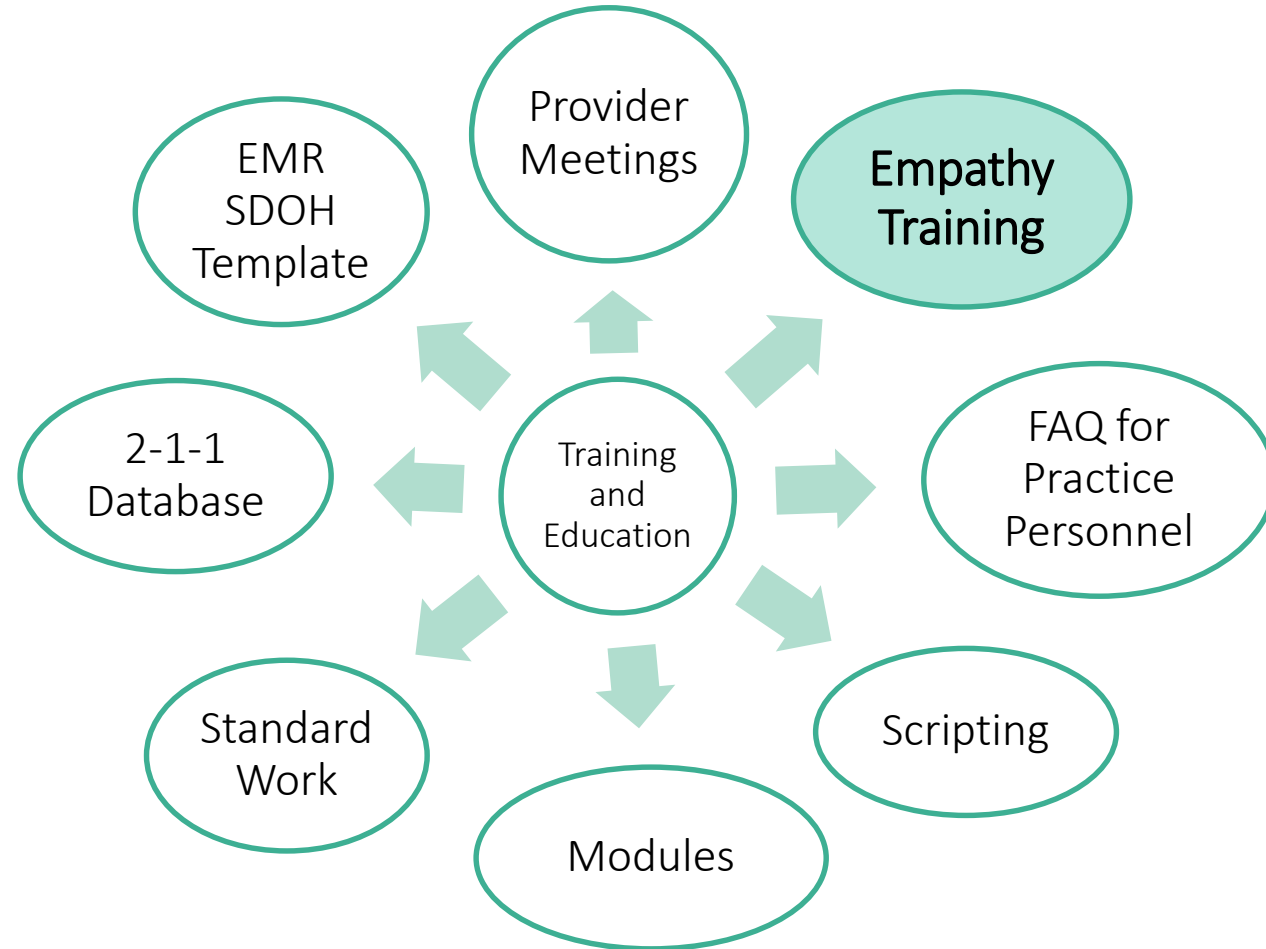 Provider
Meetings
Empathy
Training
EMR
SDOH
Template
FAQ for
Practice
Personnel
2-1-1
Database
Training
and
Education
Standard
Work
Scripting
Modules